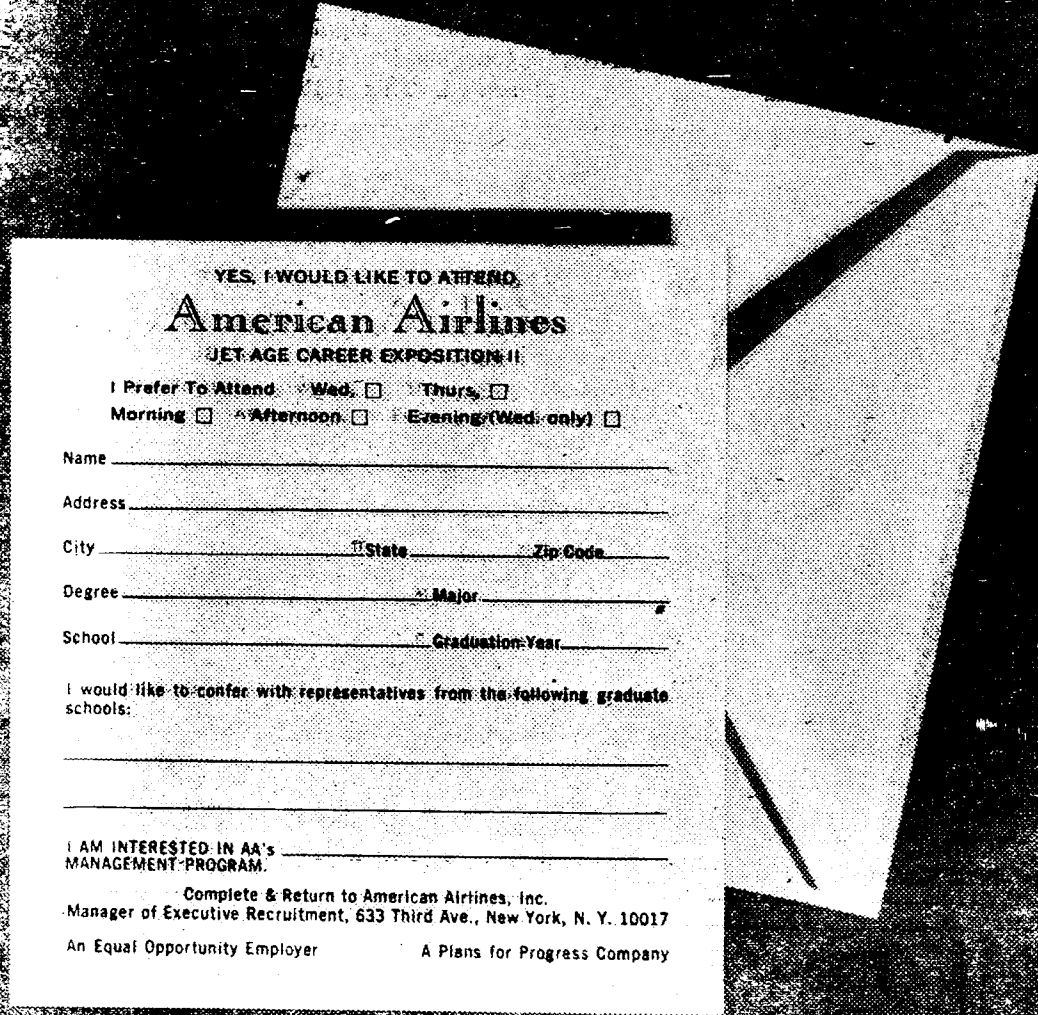 YES, I WOULD LIKE TO ATTEND
American Airlines
JET AGE CAREER EXPOSITION II
I Prefer To Attend Wed. Thurs.
Morning Afternoon Evening (Wed. only)
Name
Address
City State Zip Code
Degree Major
School Graduation Year
I would like to confer with representatives from the following graduate
schools:
I AM INTERESTED IN AA's
MANAGEMENT PROGRAM.
Complete & Return to American Airlines, Inc.
Manager of Executive Recruitment, 633 Third Ave., New York, N. Y. 10017
An Equal Opportunity Employer A Plans for Progress Company